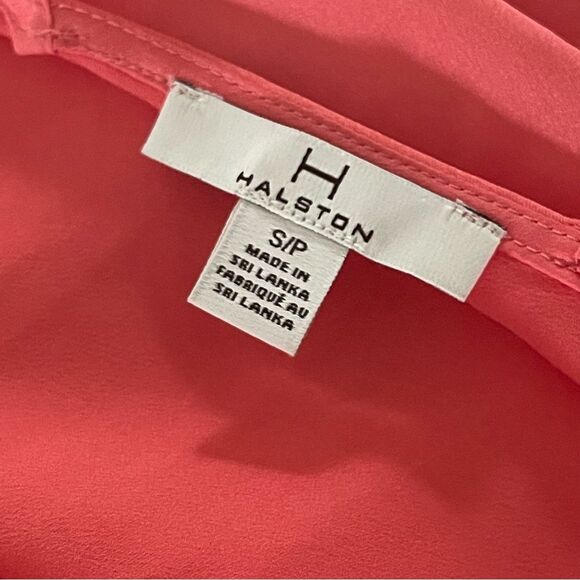 H
HALSTON
S/P
MADE IN
SRI LANKA
FABRIQUÉ AU
SRI LANKA